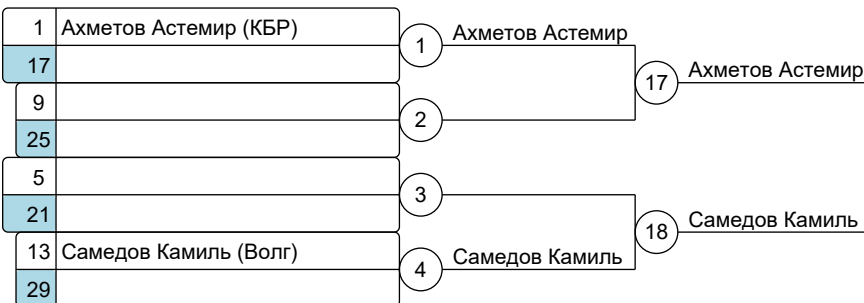 1 Ахметов Астемир (КБР)
17
9
25
5
21
13 Самедов Камиль (Волг)
29
1 Ахметов Астемир
2
3
4 Самедов Камиль
17 Ахметов Астемир
18 Самедов Камиль